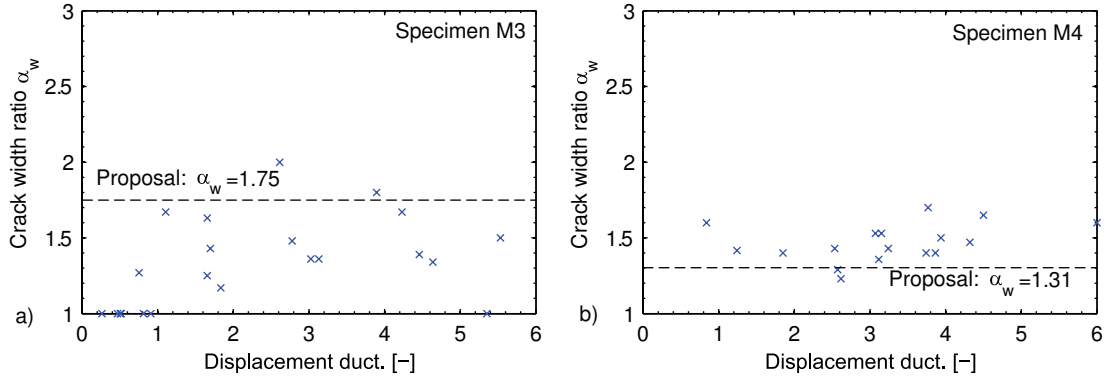 3
2.5
2
1.5
1
Crack width ratio α_w
Specimen M3
Proposal: α_w =1.75
a)
0 1 2 3 4 5 6
Displacement duct. [−]
3
2.5
2
1.5
1
Crack width ratio α_w
Specimen M4
Proposal: α_w =1.31
b)
0 1 2 3 4 5 6
Displacement duct. [−]